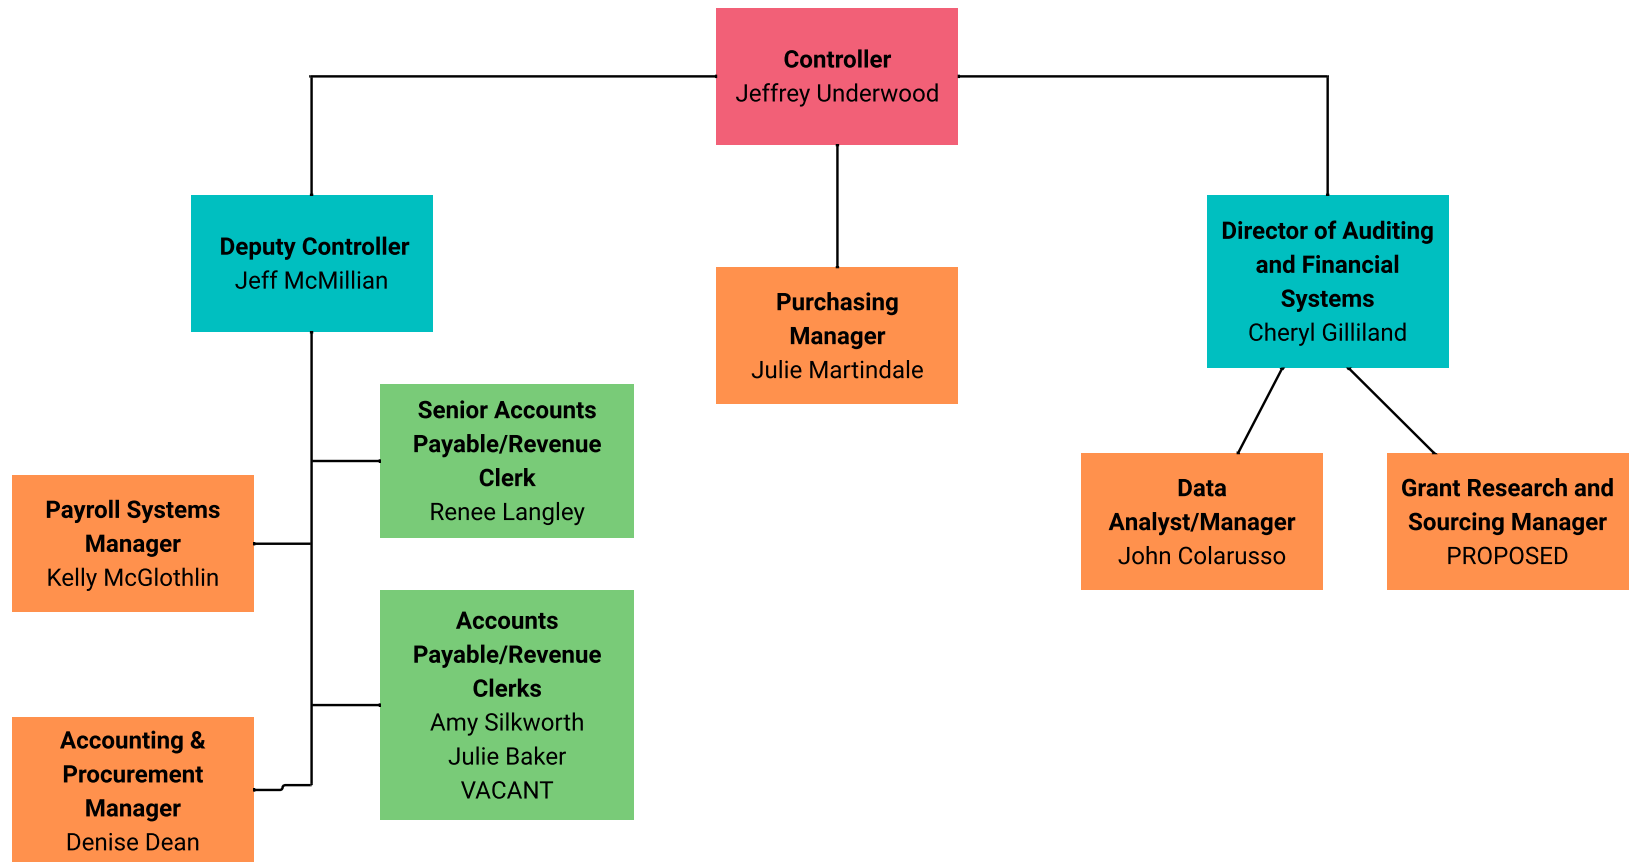 Controller
Jeffrey Underwood
Deputy Controller
Jeff McMillian
Purchasing
Manager
Julie Martindale
Director of Auditing
and Financial
Systems
Cheryl Gilliland
Senior Accounts
Payable/Revenue
Clerk
Renee Langley
Payroll Systems
Manager
Kelly McGlothlin
Accounts
Payable/Revenue
Clerks
Amy Silkworth
Julie Baker
VACANT
Accounting &
Procurement
Manager
Denise Dean
Data
Analyst/Manager
John Colarusso
Grant Research and
Sourcing Manager
PROPOSED